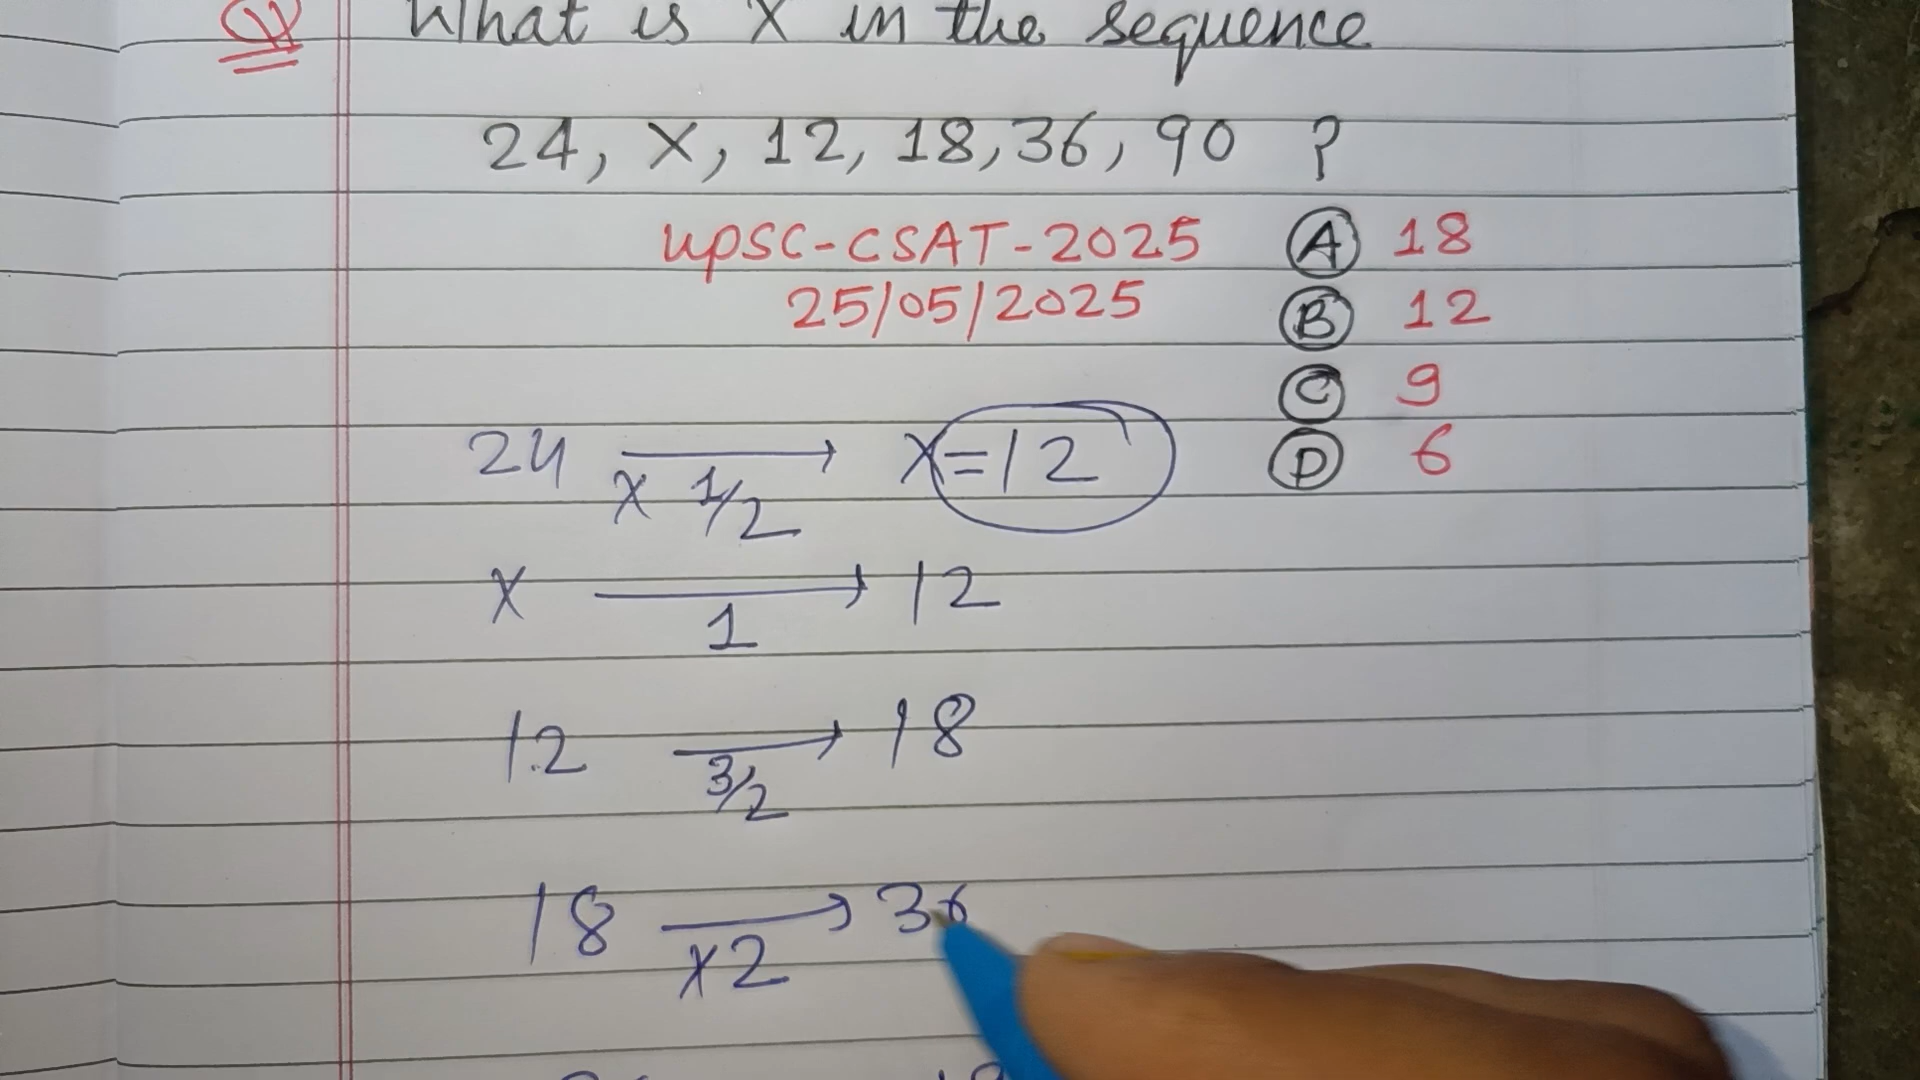 Q What is X in the sequence
24, X, 12, 18, 36, 90 ?
UPSC-CSAT-2025
25/05/2025
A 18
B 12
C 9
D 6
24 → X=12
x 1/2
X → 12
1
12 → 18
3/2
18 → 36
x2